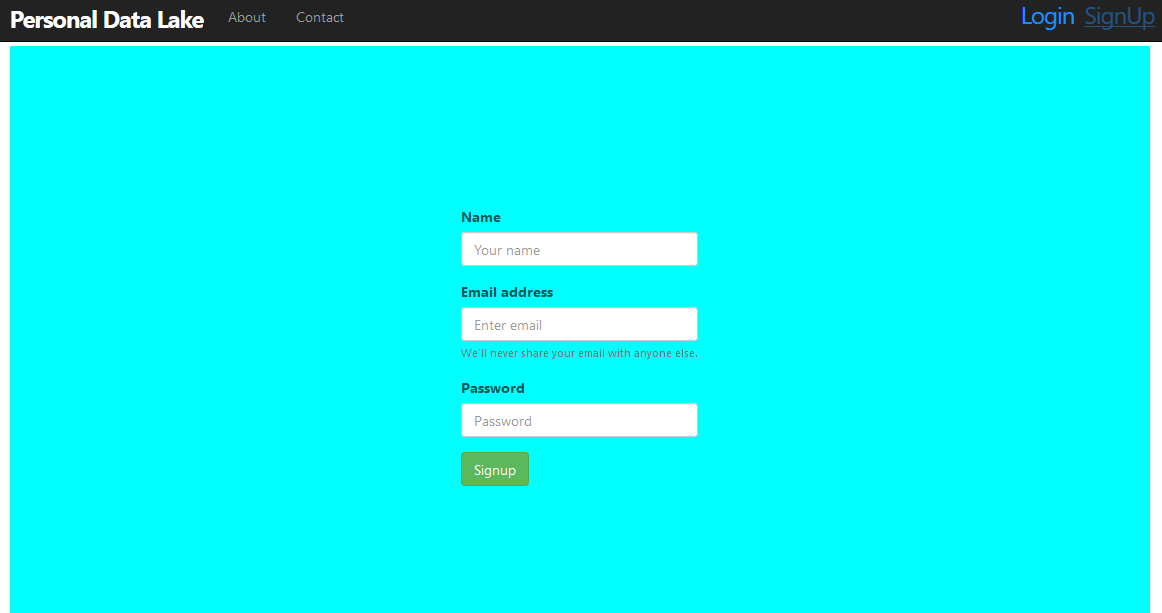 Personal Data Lake About Contact Login SignUp
Name
Your name
Email address
Enter email
We'll never share your email with anyone else.
Password
Password
Signup